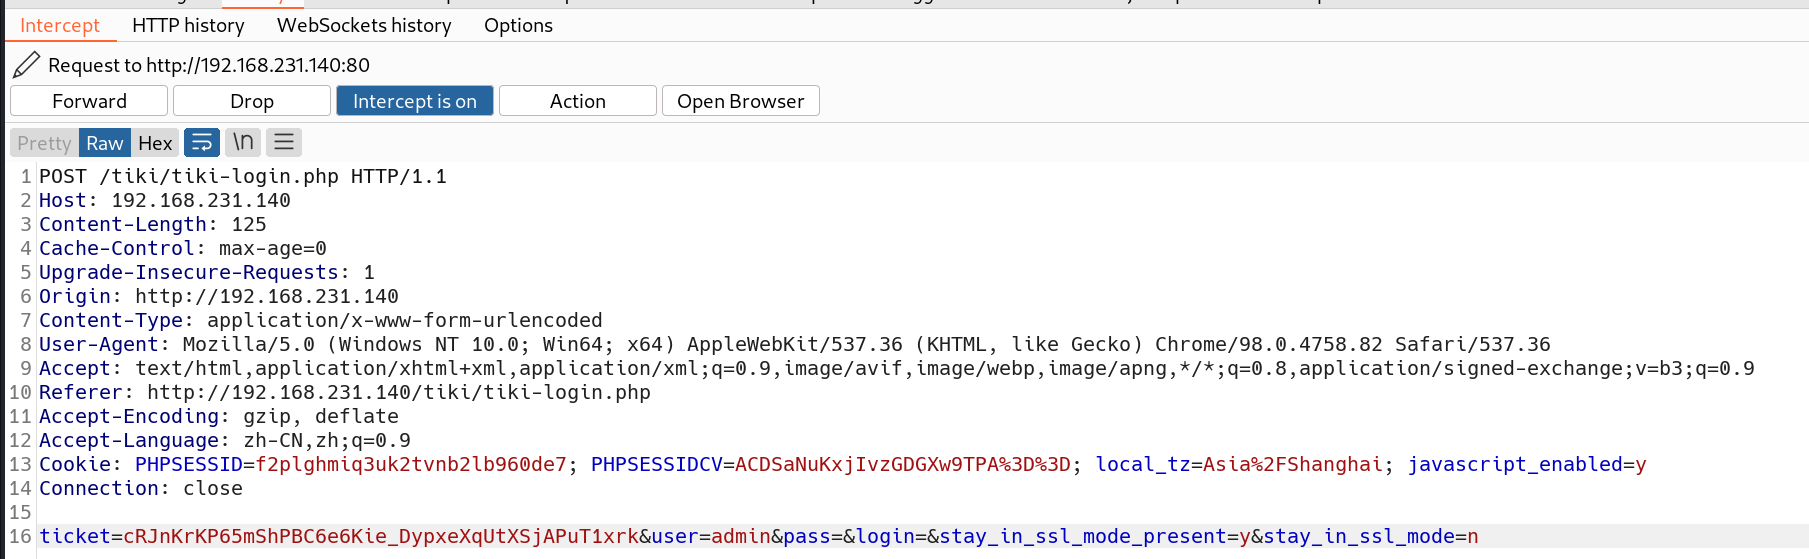 Intercept HTTP history WebSockets history Options
Request to http://192.168.231.140:80
Forward Drop Intercept is on Action Open Browser
Pretty Raw Hex \n
1 POST /tiki/tiki-login.php HTTP/1.1
2 Host: 192.168.231.140
3 Content-Length: 125
4 Cache-Control: max-age=0
5 Upgrade-Insecure-Requests: 1
6 Origin: http://192.168.231.140
7 Content-Type: application/x-www-form-urlencoded
8 User-Agent: Mozilla/5.0 (Windows NT 10.0; Win64; x64) AppleWebKit/537.36 (KHTML, like Gecko) Chrome/98.0.4758.82 Safari/537.36
9 Accept: text/html,application/xhtml+xml,application/xml;q=0.9,image/avif,image/webp,image/apng,*/*;q=0.8,application/signed-exchange;v=b3;q=0.9
10 Referer: http://192.168.231.140/tiki/tiki-login.php
11 Accept-Encoding: gzip, deflate
12 Accept-Language: zh-CN,zh;q=0.9
13 Cookie: PHPSESSID=f2plghmiq3uk2tvnb2lb960de7; PHPSESSIDCV=ACDSaNuKxjIvzGDGXw9TPA%3D%3D; local_tz=Asia%2FShanghai; javascript_enabled=y
14 Connection: close
15
16 ticket=cRJnKrKP65mShPBC6e6Kie_DypxeXqUtXSjAPuT1xrk&user=admin&pass=&login=&stay_in_ssl_mode_present=y&stay_in_ssl_mode=n